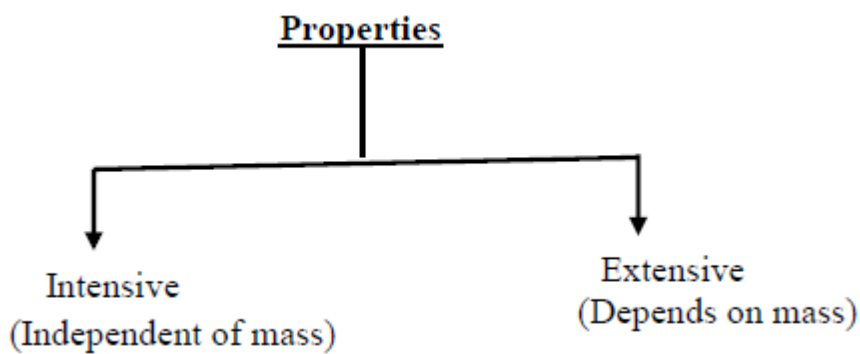 Properties
Intensive
(Independent of mass)
Extensive
(Depends on mass)